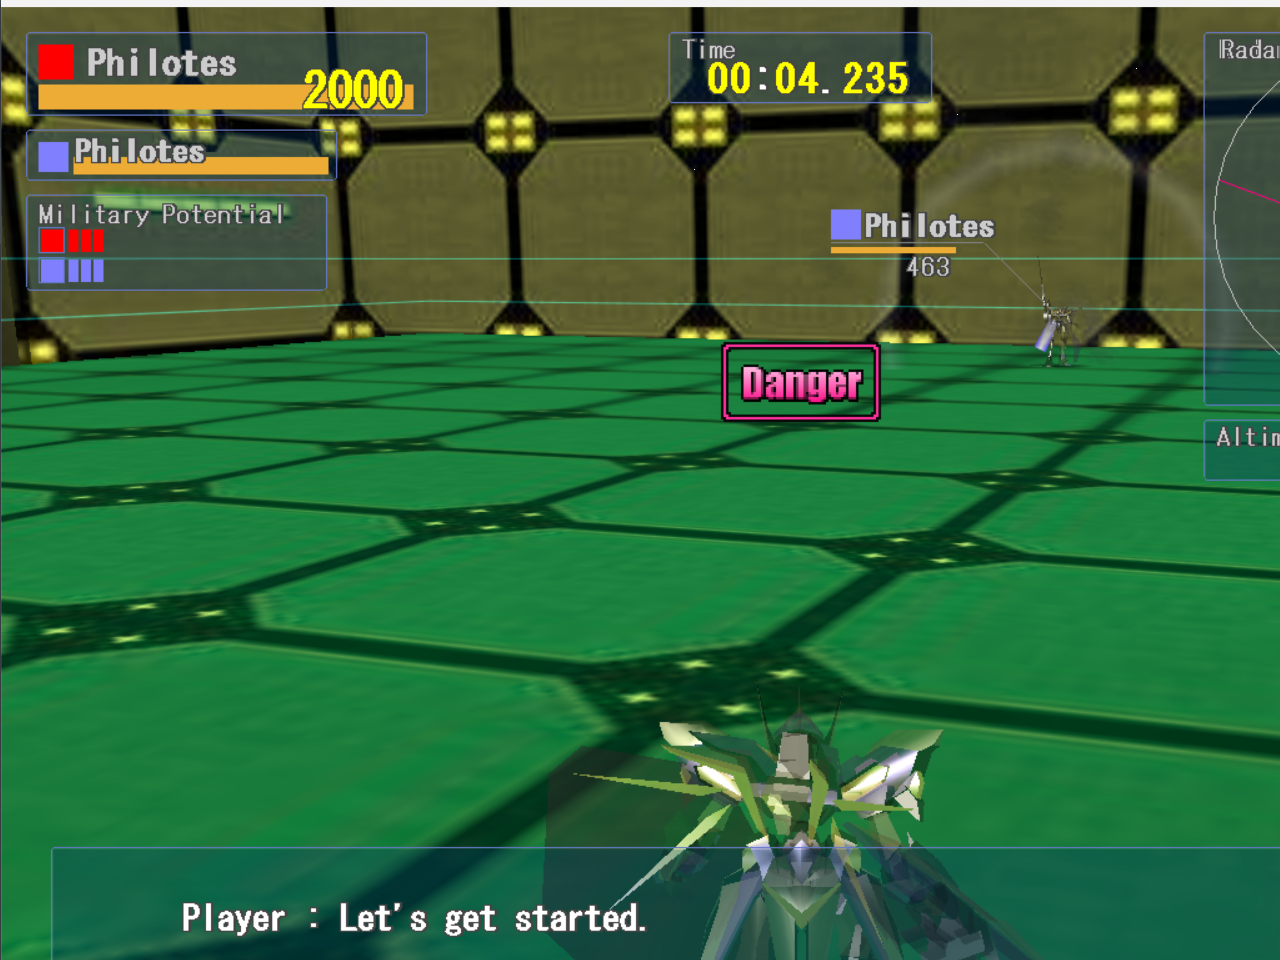 Philotes
2000
Philotes
Military Potential
Time
00:04.235
Radar
Philotes
463
Danger
Altim
Player : Let's get started.